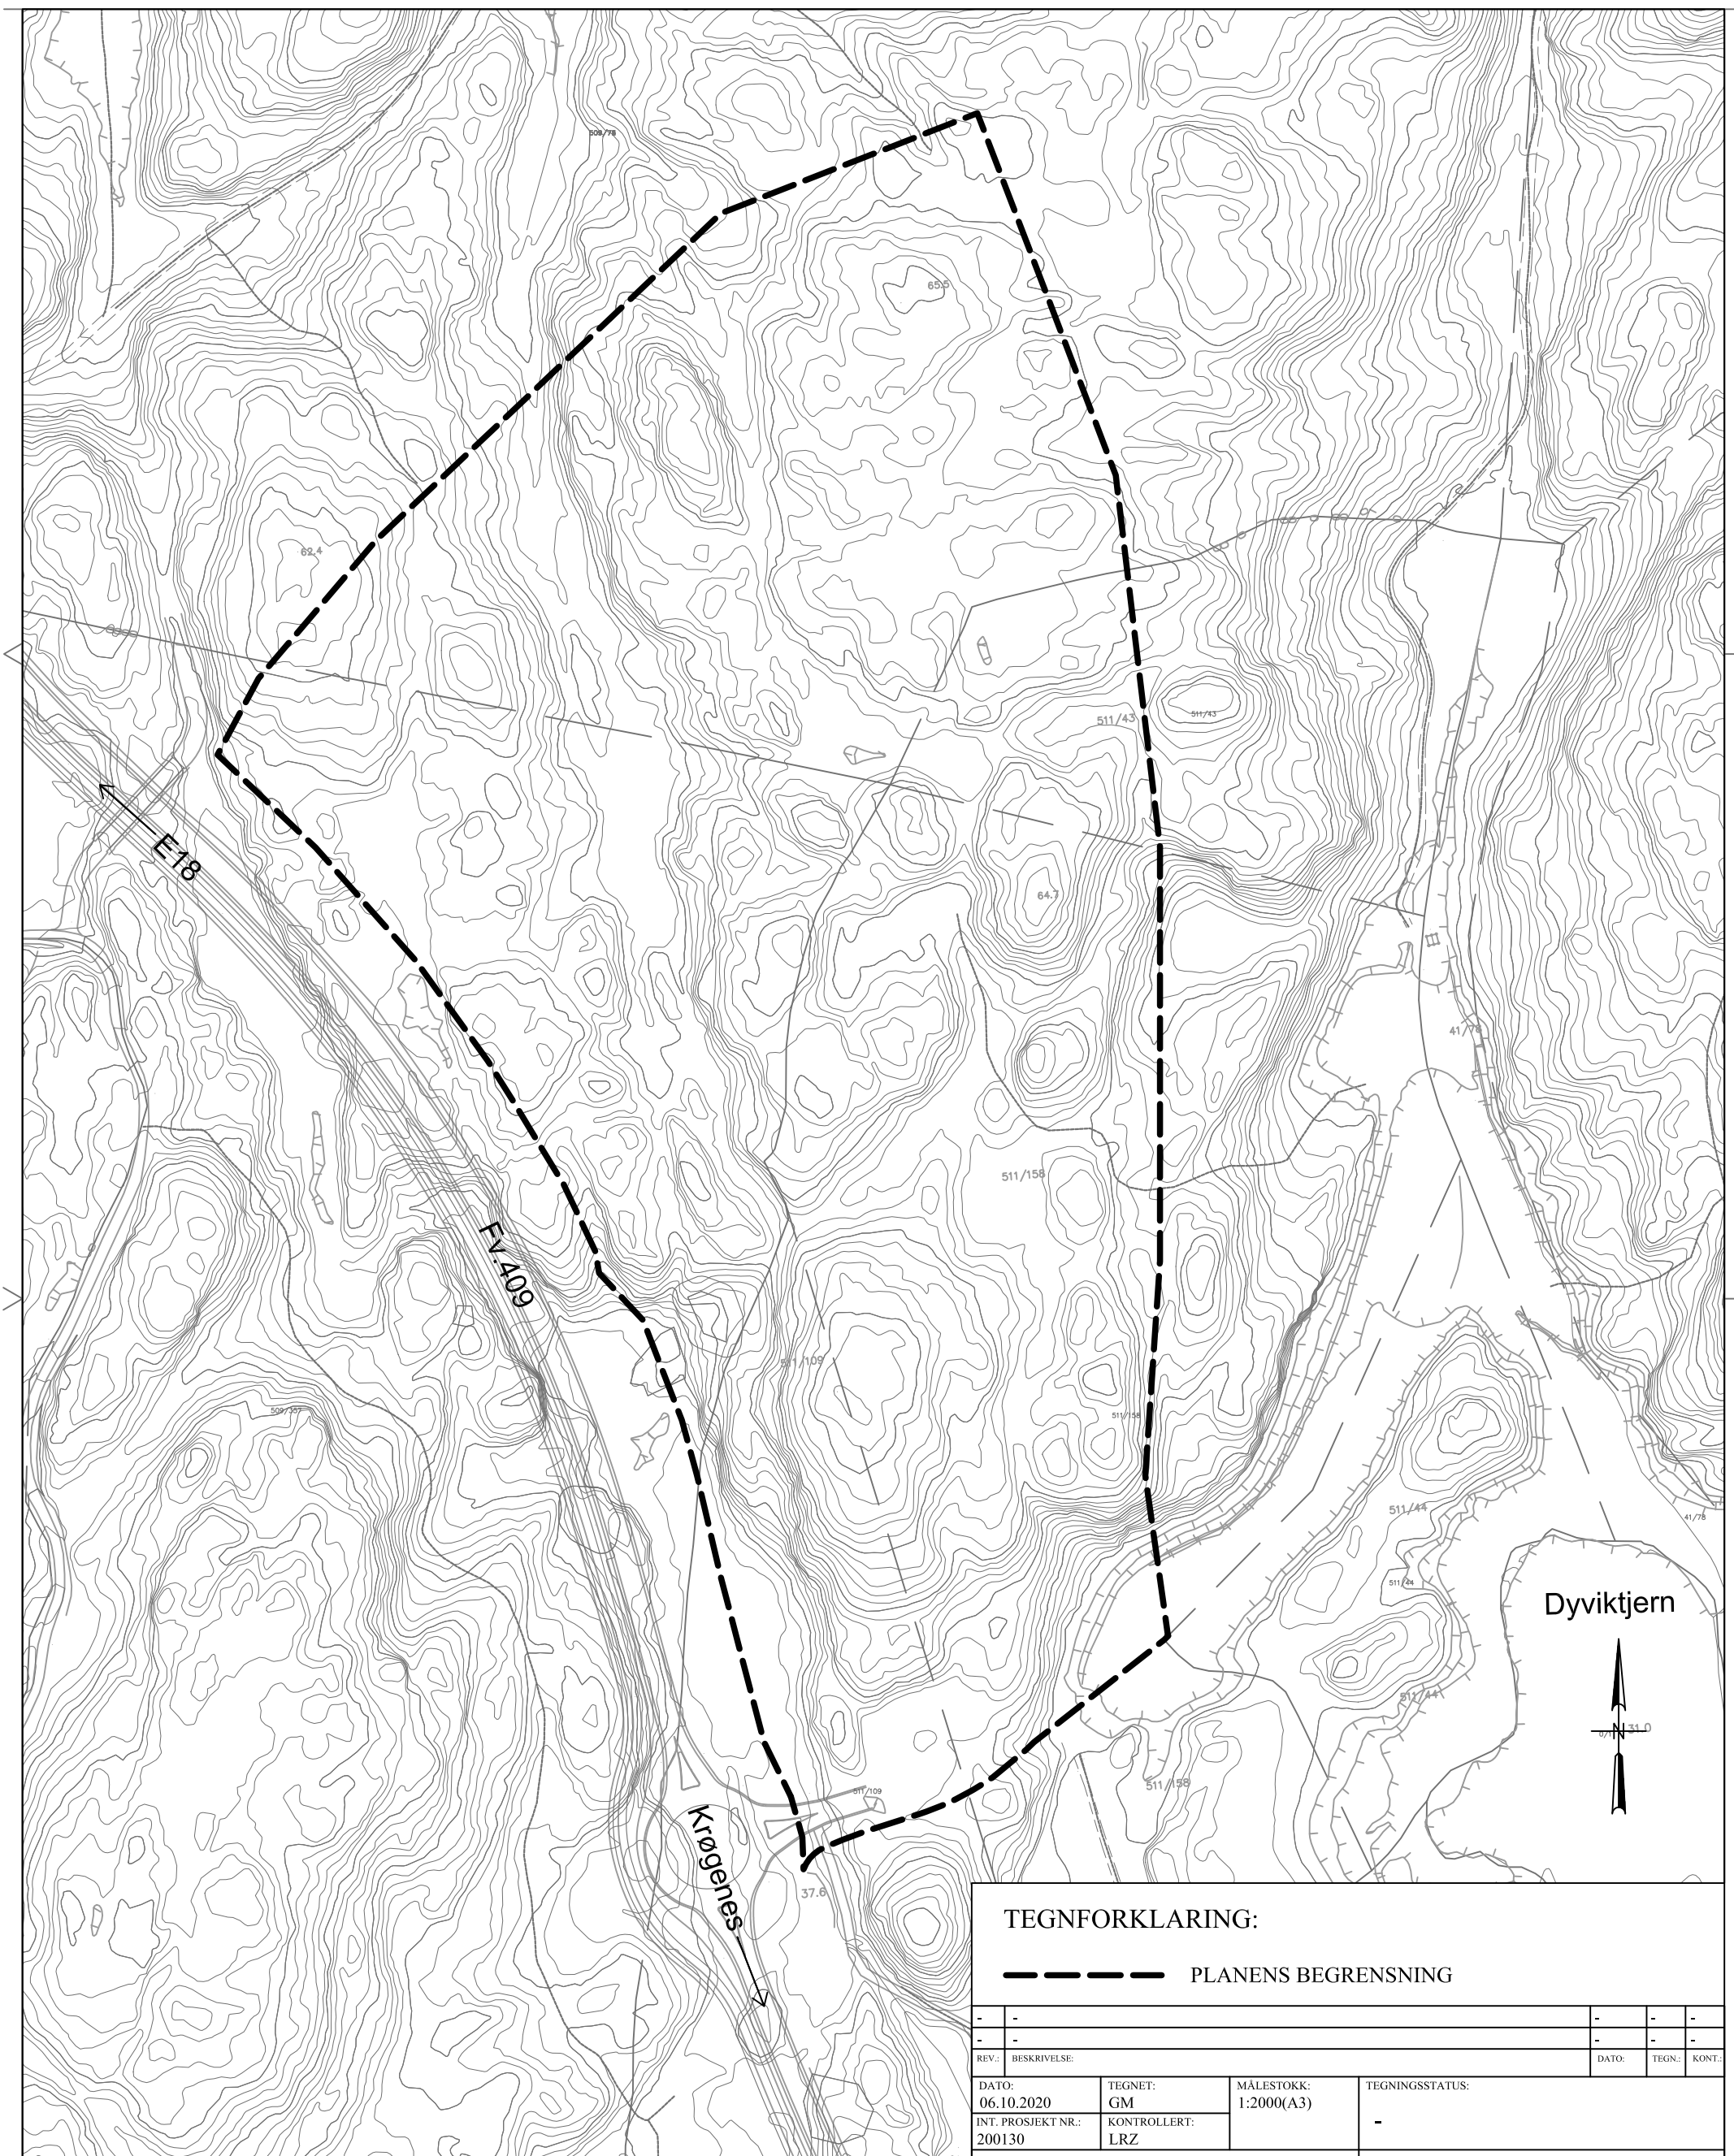 509/78
65.5
62.4
511/43
511/43
E18
64.7
41/78
511/158
Fv.409
511/109
509/357
511/158
511/44
41/78
511/44
Dyviktjern
511/44
N
31.0
511/158
511/109
Krøgenes
37.6
TEGNFORKLARING:
PLANENS BEGRENSNING
- - - - -
- - - - -
REV.: BESKRIVELSE: DATO: TEGN.: KONT.:
DATO: TEGNET: MÅLESTOKK: TEGNINGSSTATUS:
06.10.2020 GM 1:2000(A3)
INT. PROSJEKT NR.: KONTROLLERT: -
200130 LRZ